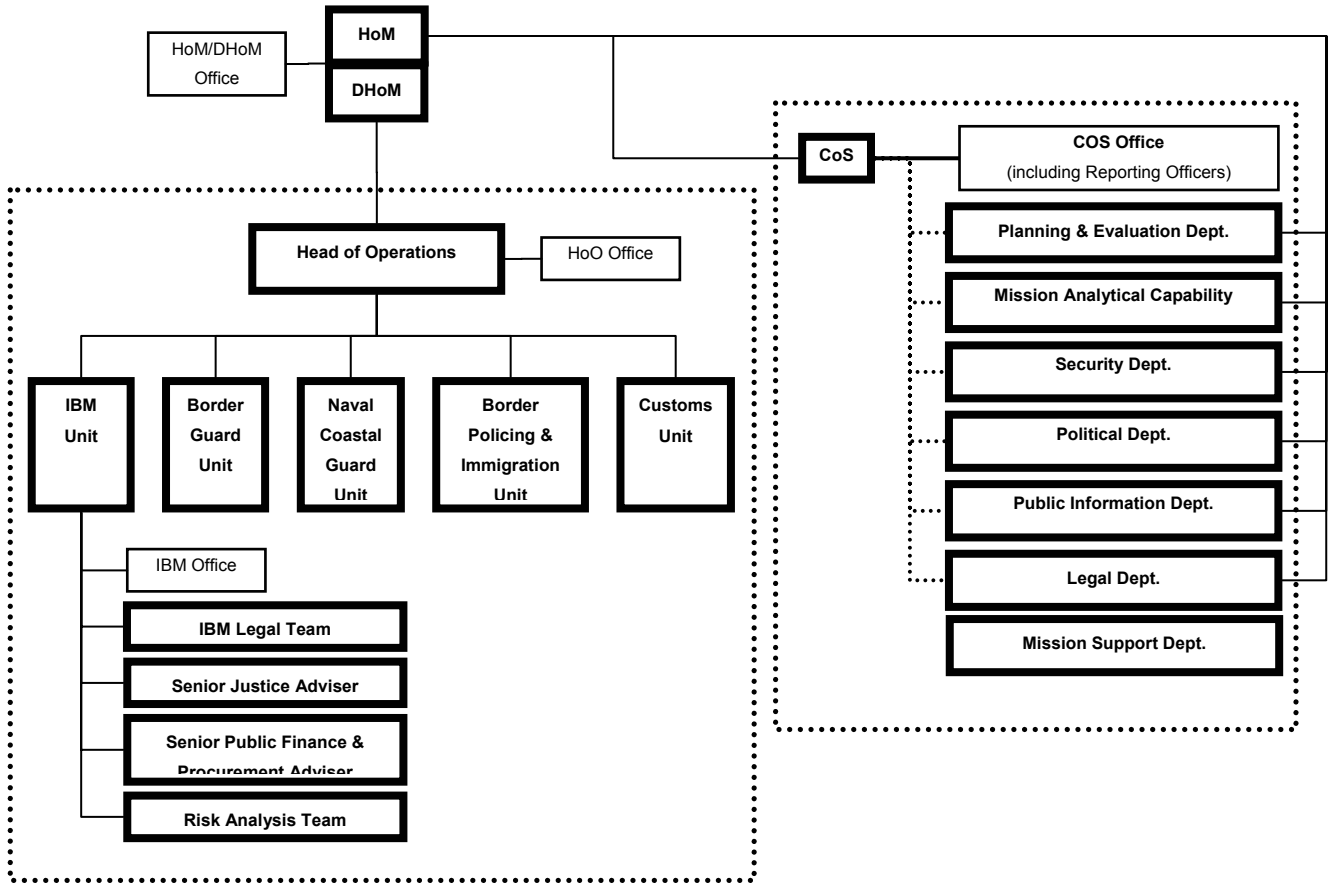 HoM/DHoM
Office
HoM
DHoM
CoS
COS Office
(including Reporting Officers)
Head of Operations
HoO Office
Planning & Evaluation Dept.
Mission Analytical Capability
Security Dept.
Political Dept.
Public Information Dept.
Legal Dept.
Mission Support Dept.
IBM
Unit
Border
Guard
Unit
Naval
Coastal
Guard
Unit
Border
Policing &
Immigration
Unit
Customs
Unit
IBM Office
IBM Legal Team
Senior Justice Adviser
Senior Public Finance &
Procurement Adviser
Risk Analysis Team